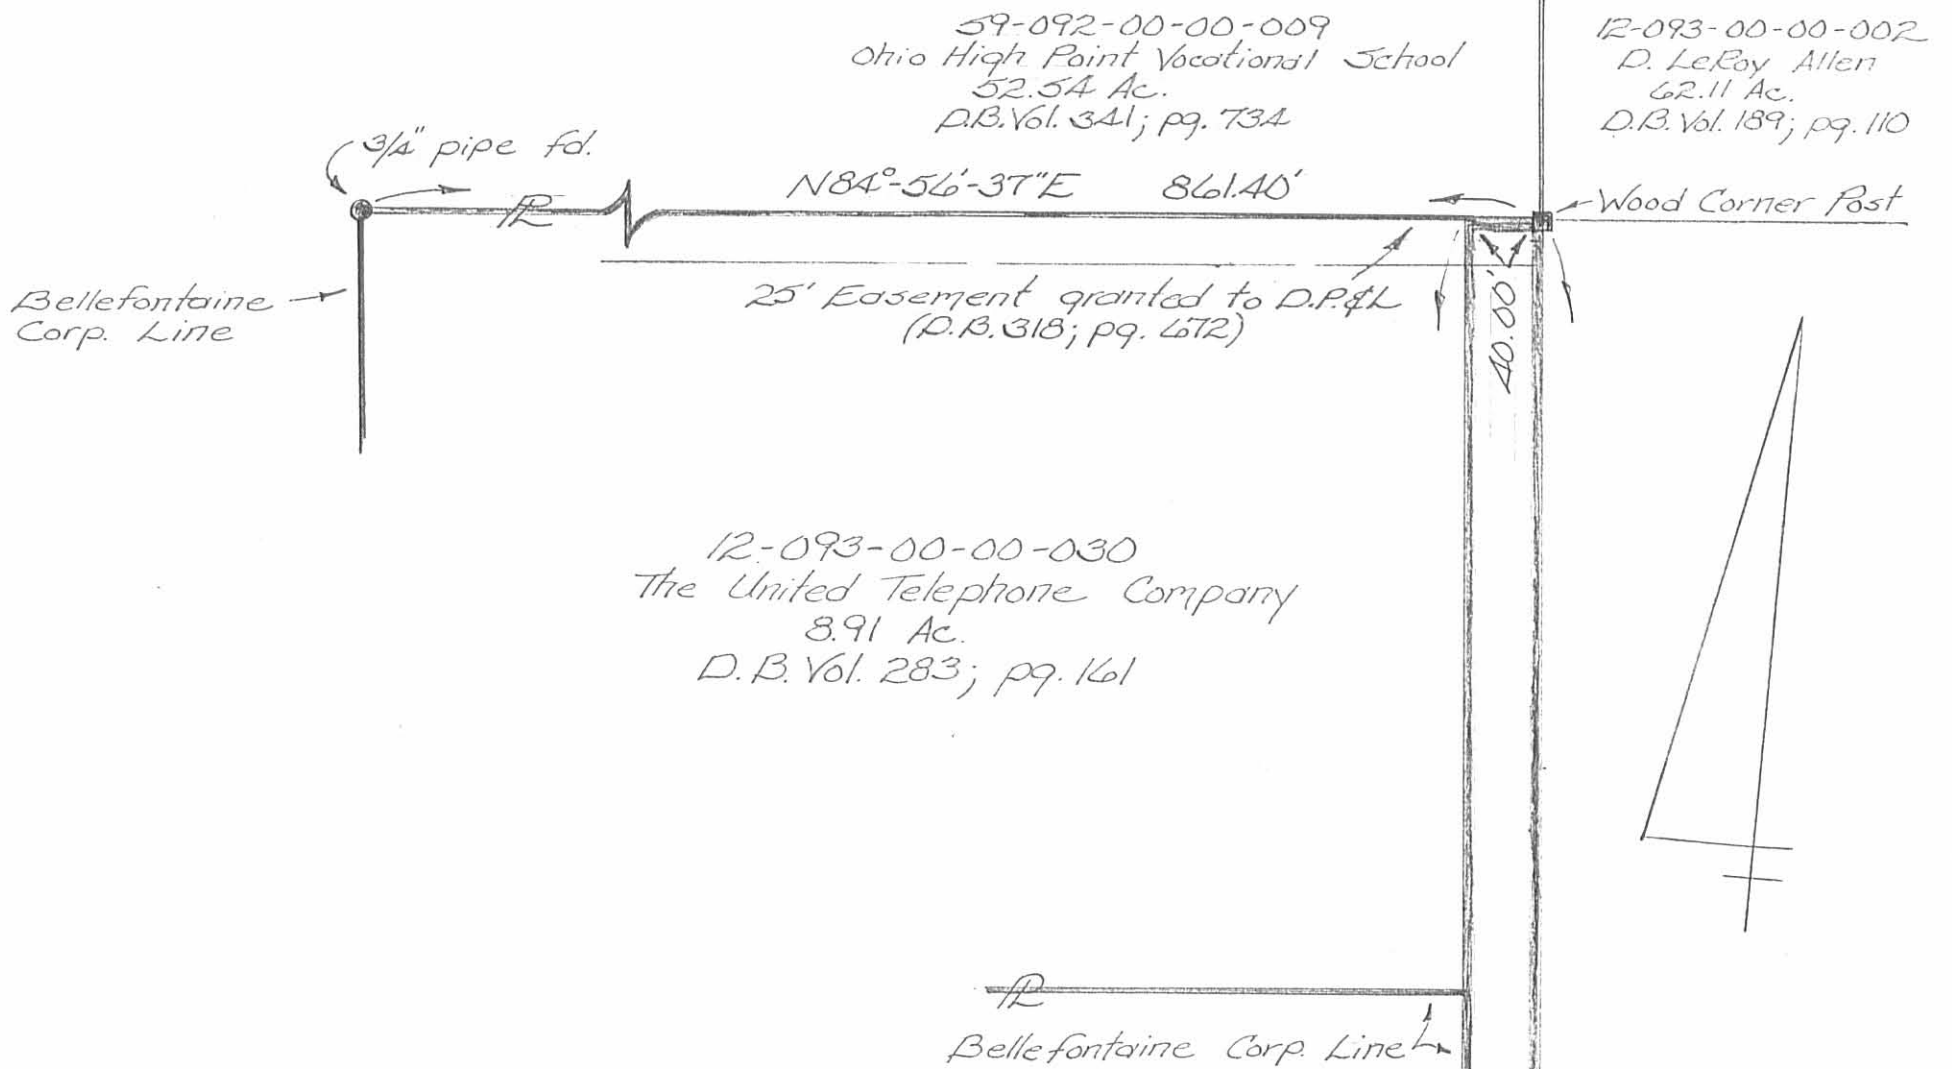 59-092-00-00-009
Ohio High Point Vocational School
52.54 Ac.
D.B.Vol. 341; pg. 734
12-093-00-00-002
D. LeRoy Allen
62.11 Ac.
D.B. Vol. 189; pg. 110
3/4" pipe fd.
N84°-56'-37"E 861.40'
Wood Corner Post
PL
Bellefontaine
Corp. Line
25' Easement granted to D.P.&L
(D.B. 318; pg. 672)
40.00'
12-093-00-00-030
The United Telephone Company
8.91 Ac.
D.B. Vol. 283; pg. 161
PL
Bellefontaine Corp. Line